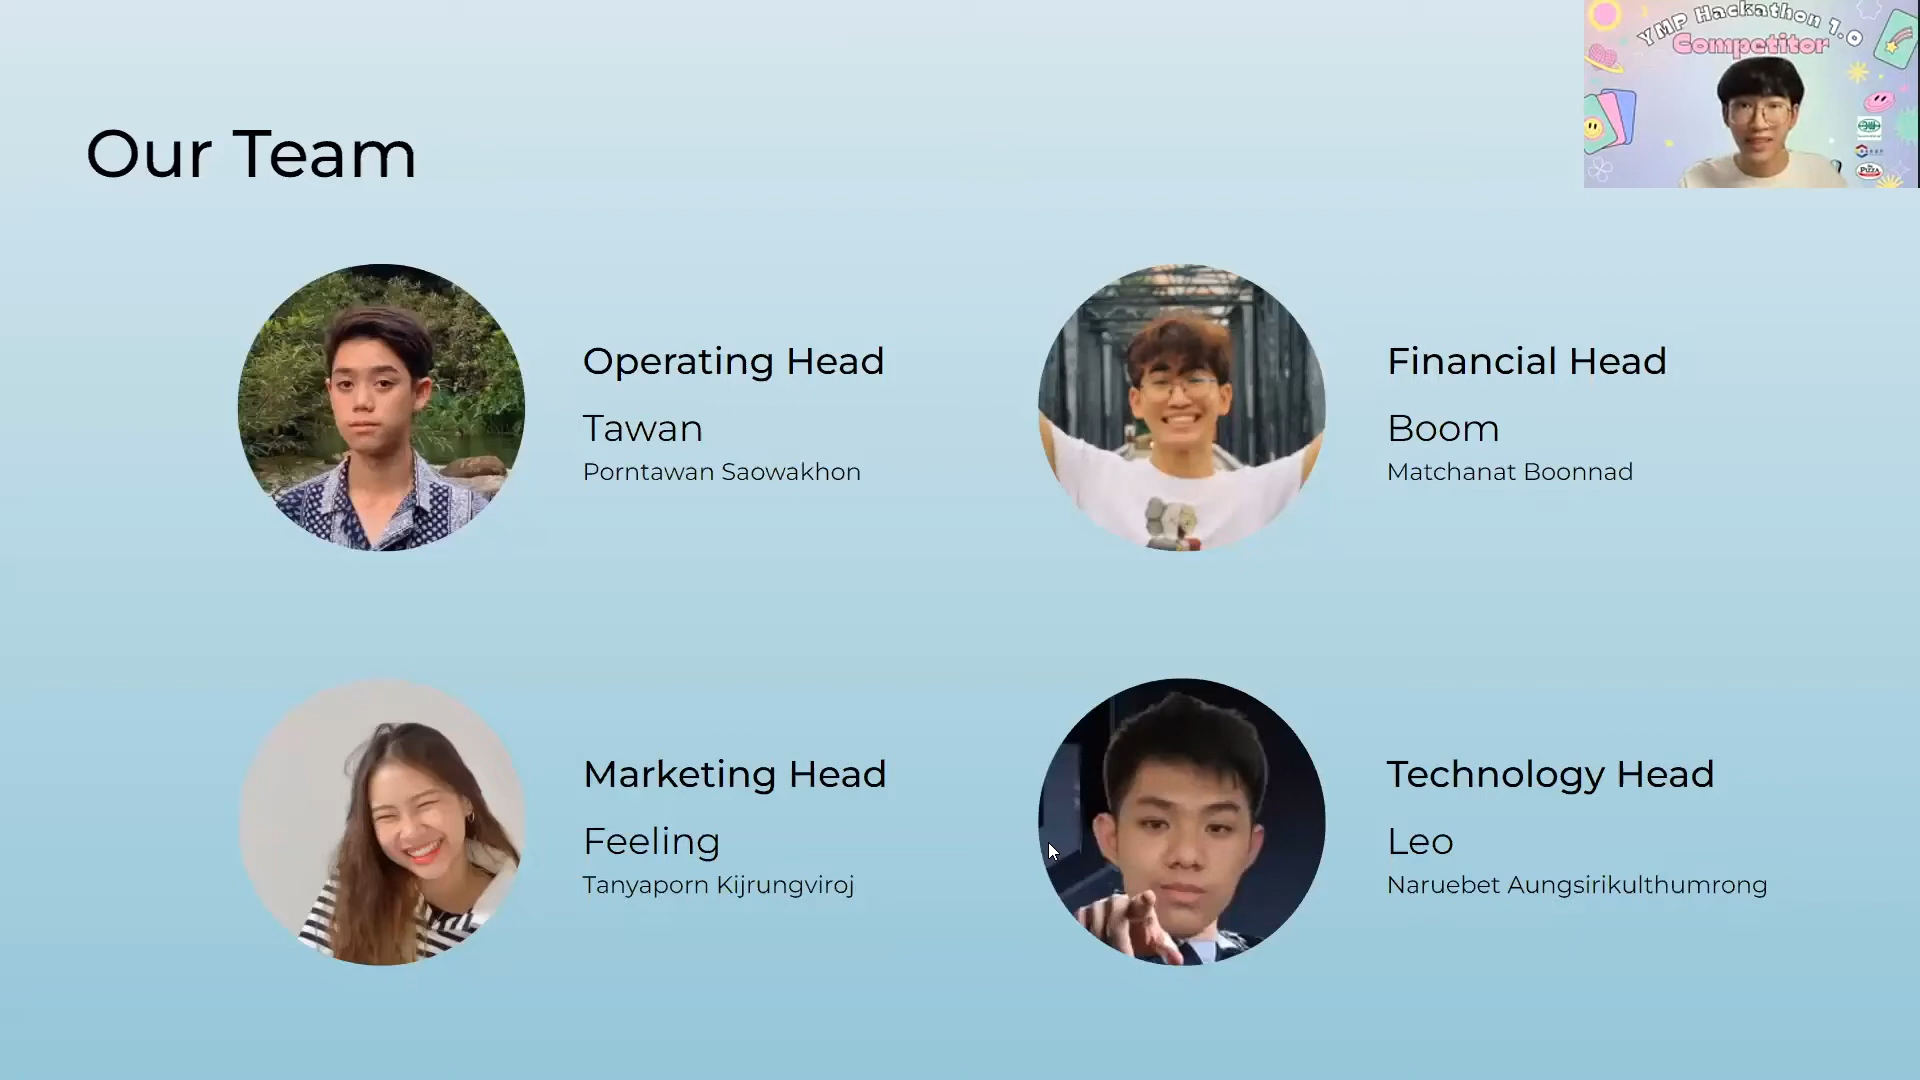 YMP Hackathon 1.0
Competitor
Our Team
Operating Head
Tawan
Porntawan Saowakhon
Financial Head
Boom
Matchanat Boonnad
Marketing Head
Feeling
Tanyaporn Kijrungviroj
Technology Head
Leo
Naruebet Aungsirikulthumrong